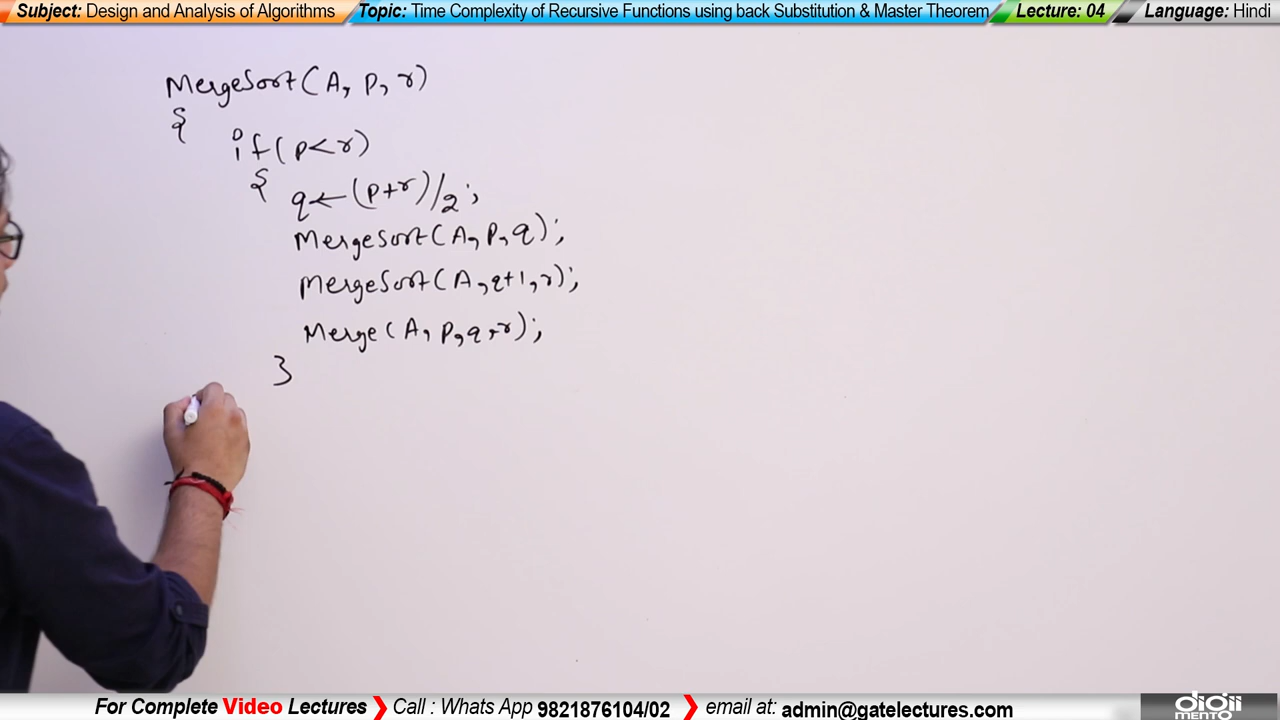 Subject: Design and Analysis of Algorithms Topic: Time Complexity of Recursive Functions using back Substitution & Master Theorem Lecture: 04 Language: Hindi
MergeSort(A, P, r)
{
if(P<r)
{ q←(P+r)/2;
MergeSort(A, P, q);
MergeSort(A, q+1, r);
Merge(A, P, q, r);
}
For Complete Video Lectures ❯ Call : Whats App 9821876104/02 ❯ email at: admin@gatelectures.com
digii
MENTO